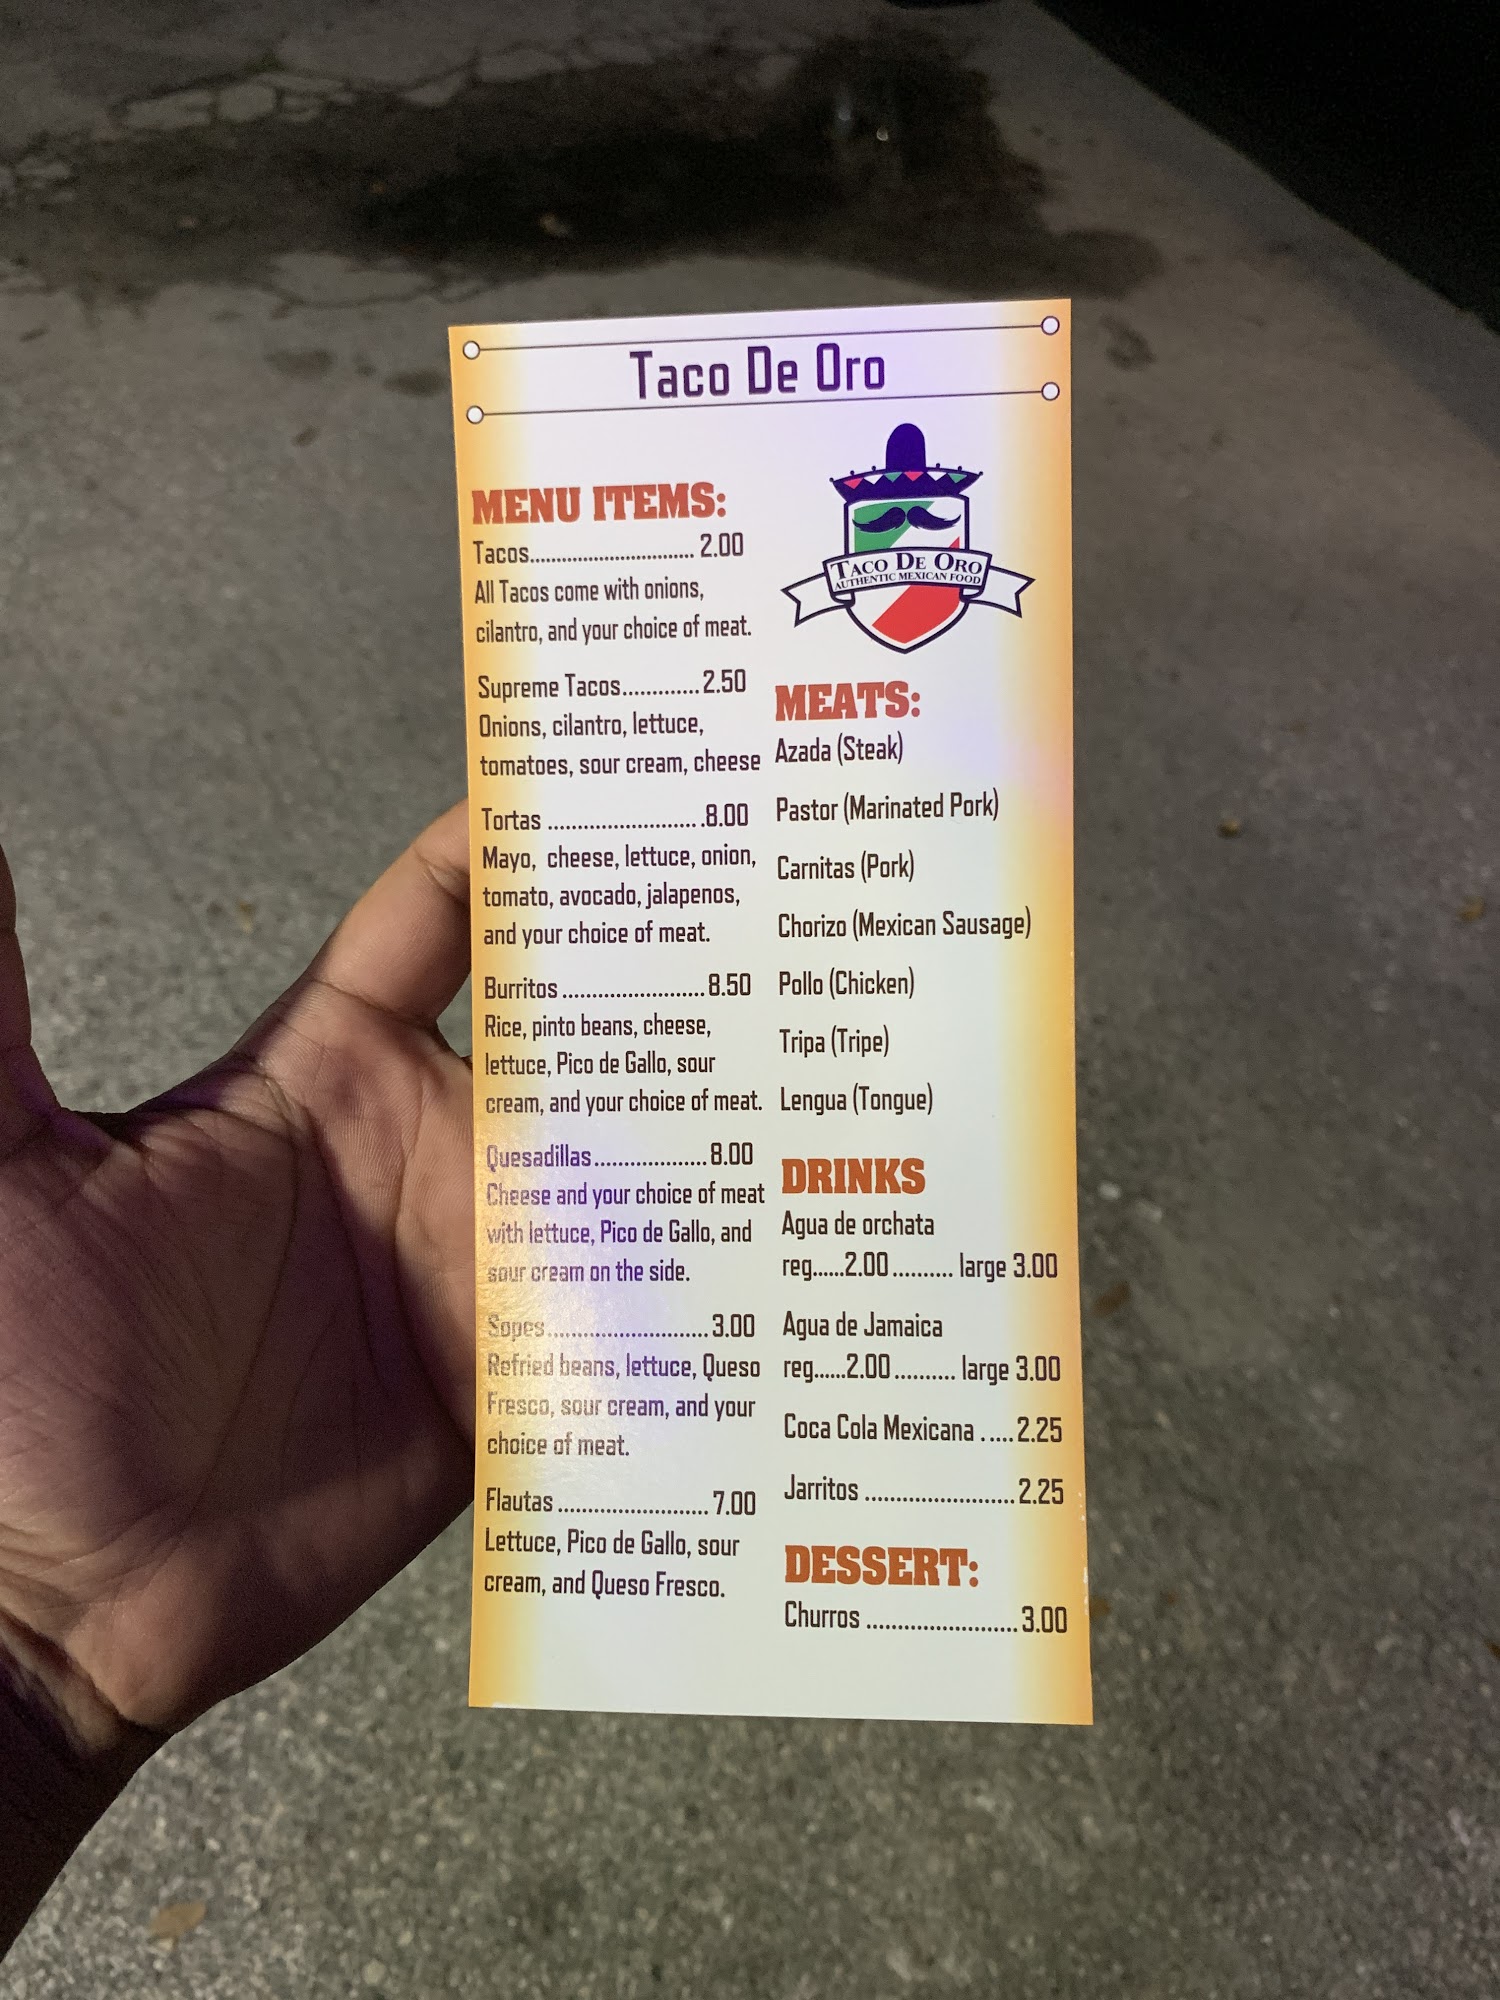 Taco De Oro
MENU ITEMS:
Tacos............................... 2.00
All Tacos come with onions,
cilantro, and your choice of meat.
Supreme Tacos.............2.50
Onions, cilantro, lettuce,
tomatoes, sour cream, cheese
Tortas ...........................8.00
Mayo, cheese, lettuce, onion,
tomato, avocado, jalapenos,
and your choice of meat.
Burritos ........................8.50
Rice, pinto beans, cheese,
lettuce, Pico de Gallo, sour
cream, and your choice of meat.
Quesadillas...................8.00
Cheese and your choice of meat
with lettuce, Pico de Gallo, and
sour cream on the side.
Sopes...........................3.00
Refried beans, lettuce, Queso
Fresco, sour cream, and your
choice of meat.
Flautas .........................7.00
Lettuce, Pico de Gallo, sour
cream, and Queso Fresco.
TACO DE ORO
AUTHENTIC MEXICAN FOOD
MEATS:
Azada (Steak)
Pastor (Marinated Pork)
Carnitas (Pork)
Chorizo (Mexican Sausage)
Pollo (Chicken)
Tripa (Tripe)
Lengua (Tongue)
DRINKS
Agua de orchata
reg......2.00.......... large 3.00
Agua de Jamaica
reg......2.00.......... large 3.00
Coca Cola Mexicana .....2.25
Jarritos .........................2.25
DESSERT:
Churros .........................3.00